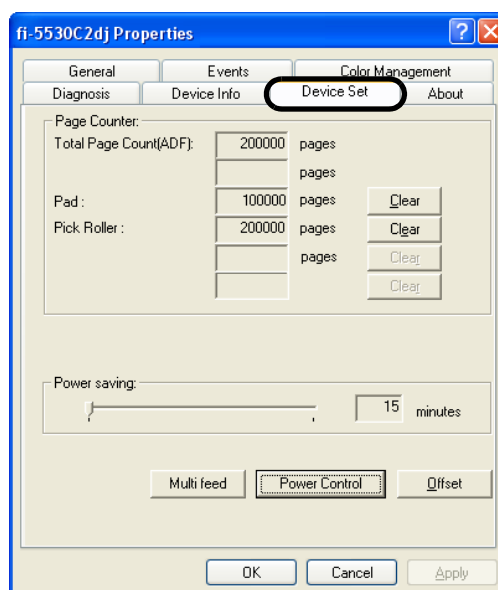 fi-5530C2dj Properties
General Events Color Management
Diagnosis Device Info Device Set About
Page Counter:
Total Page Count(ADF): 200000 pages
pages
Pad : 100000 pages Clear
Pick Roller : 200000 pages Clear
pages Clear
Clear
Power saving:
15 minutes
Multi feed Power Control Offset
OK Cancel Apply